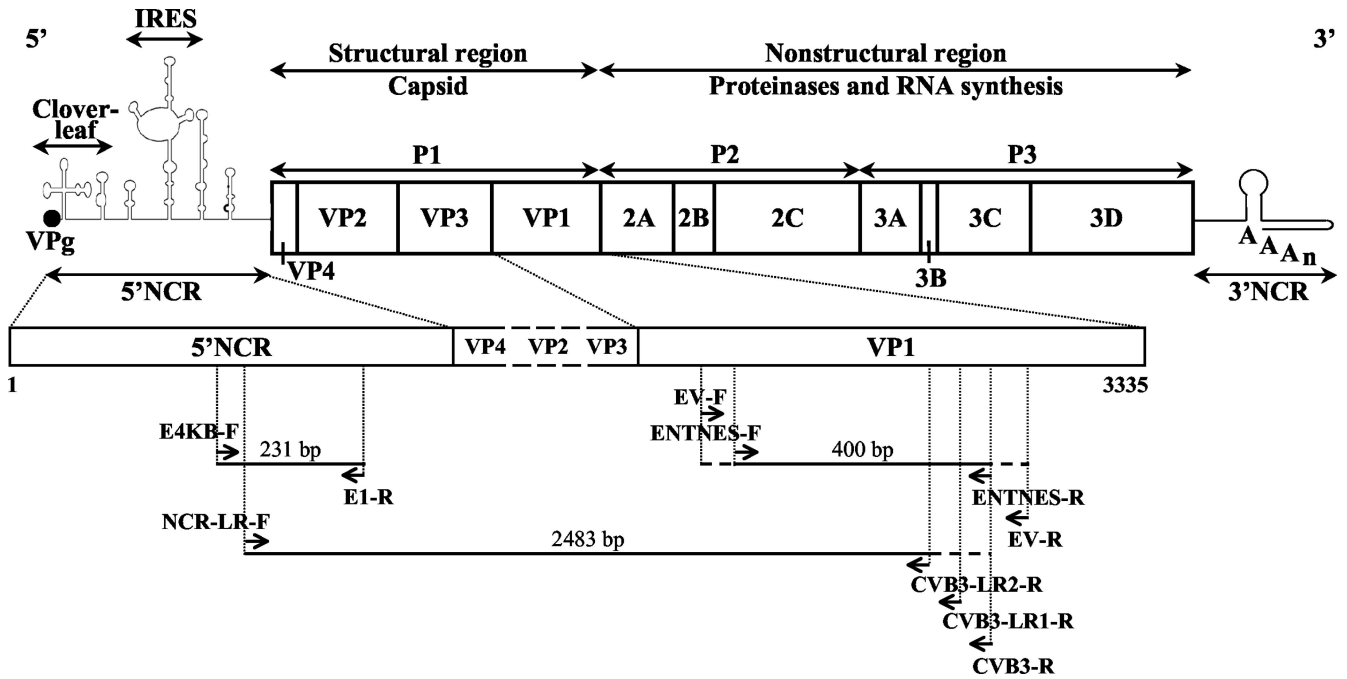 IRES
5’
3’
Structural region
Nonstructural region
Capsid
Proteinases and RNA synthesis
Clover-
leaf
P1
P2
P3
VP2
VP3
VP1
2A
2B
2C
3A
3C
3D
VPg
VP4
3B
A
A
A
n
5’NCR
3’NCR
5’NCR
VP4
VP2
VP3
VP1
1
3335
EV-F
E4KB-F
ENTNES-F
231 bp
400 bp
E1-R
ENTNES-R
NCR-LR-F
EV-R
2483 bp
CVB3-LR2-R
CVB3-LR1-R
CVB3-R